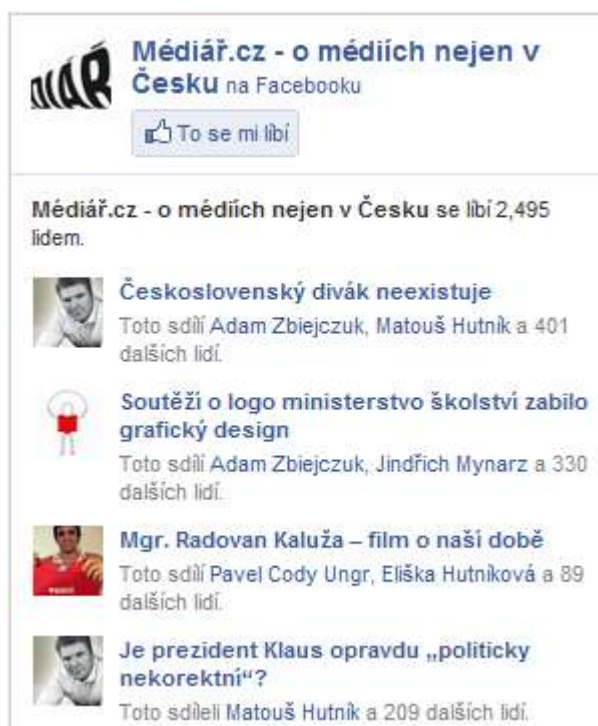 DIÁŘ
Médiář.cz - o médiích nejen v
Česku na Facebooku
To se mi líbí
Médiář.cz - o médiích nejen v Česku se líbí 2,495
lidem.
Československý divák neexistuje
Toto sdílí Adam Zbiejczuk, Matouš Hutník a 401
dalších lidí.
Soutěží o logo ministerstvo školství zabilo
grafický design
Toto sdílí Adam Zbiejczuk, Jindřich Mynarz a 330
dalších lidí.
Mgr. Radovan Kaluža – film o naší době
Toto sdílí Pavel Cody Ungr, Eliška Hutníková a 89
dalších lidí.
Je prezident Klaus opravdu „politicky
nekorektní“?
Toto sdíleli Matouš Hutník a 209 dalších lidí.